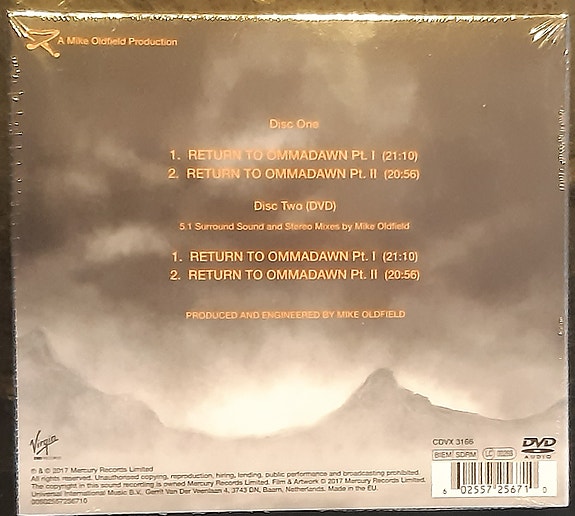 A Mike Oldfield Production
Disc One
1. RETURN TO OMMADAWN Pt. I (21:10)
2. RETURN TO OMMADAWN Pt. II (20:56)
Disc Two (DVD)
5.1 Surround Sound and Stereo Mixes by Mike Oldfield
1. RETURN TO OMMADAWN Pt. I (21:10)
2. RETURN TO OMMADAWN Pt. II (20:56)
PRODUCED AND ENGINEERED BY MIKE OLDFIELD
Virgin
CDVX 3166
DVD
AUDIO
BIEM SDRM LC
℗ & © 2017 Mercury Records Limited
All rights reserved. Unauthorised copying, reproduction, hiring, lending, public performance and broadcasting prohibited.
The copyright in this sound recording is owned Mercury Records Limited. Film & Artwork © 2017 Mercury Records Limited.
Universal International Music B.V., Gerrit Van Der Veenlaan 4, 3743 DN, Baarn, Netherlands. Made in the EU.
00602557256710
6 02557 25671 0